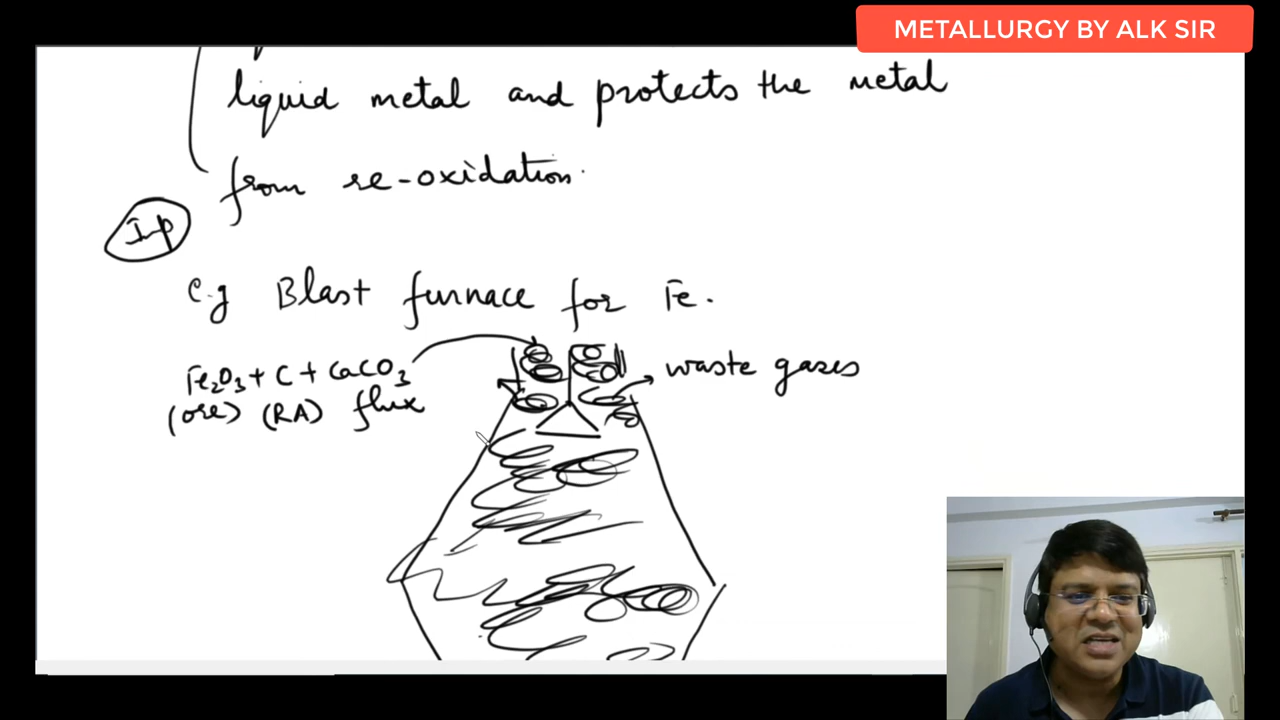 METALLURGY BY ALK SIR
liquid metal and protects the metal
from re-oxidation.
Imp
e.g Blast furnace for Fe.
Fe2O3 + C + CaCO3
(ore) (RA) flux
waste gases